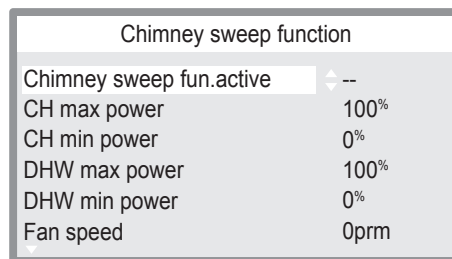 Chimney sweep function
Chimney sweep fun.active --
CH max power 100%
CH min power 0%
DHW max power 100%
DHW min power 0%
Fan speed 0prm